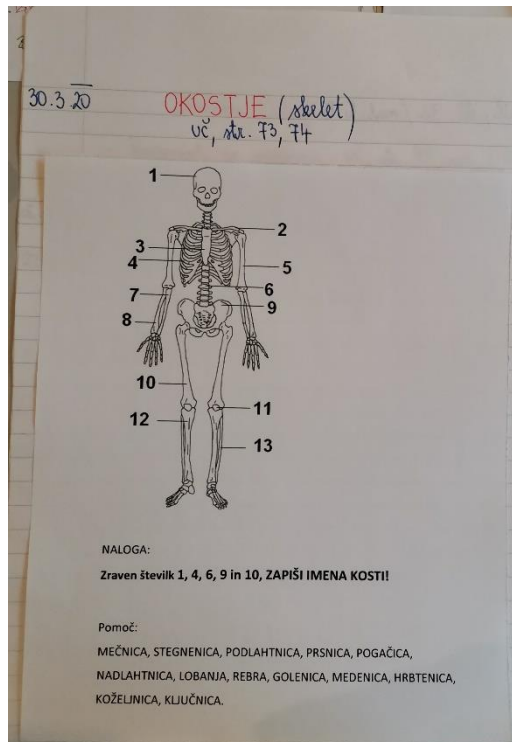 30.3.20
OKOSTJE (skelet)
uč, str. 73, 74
1
2
3
4
5
6
7
9
8
10
11
12
13
NALOGA:
Zraven številk 1, 4, 6, 9 in 10, ZAPIŠI IMENA KOSTI!
Pomoč:
MEČNICA, STEGNENICA, PODLAHTNICA, PRSNICA, POGAČICA,
NADLAHTNICA, LOBANJA, REBRA, GOLENICA, MEDENICA, HRBTENICA,
KOŽELJNICA, KLJUČNICA.